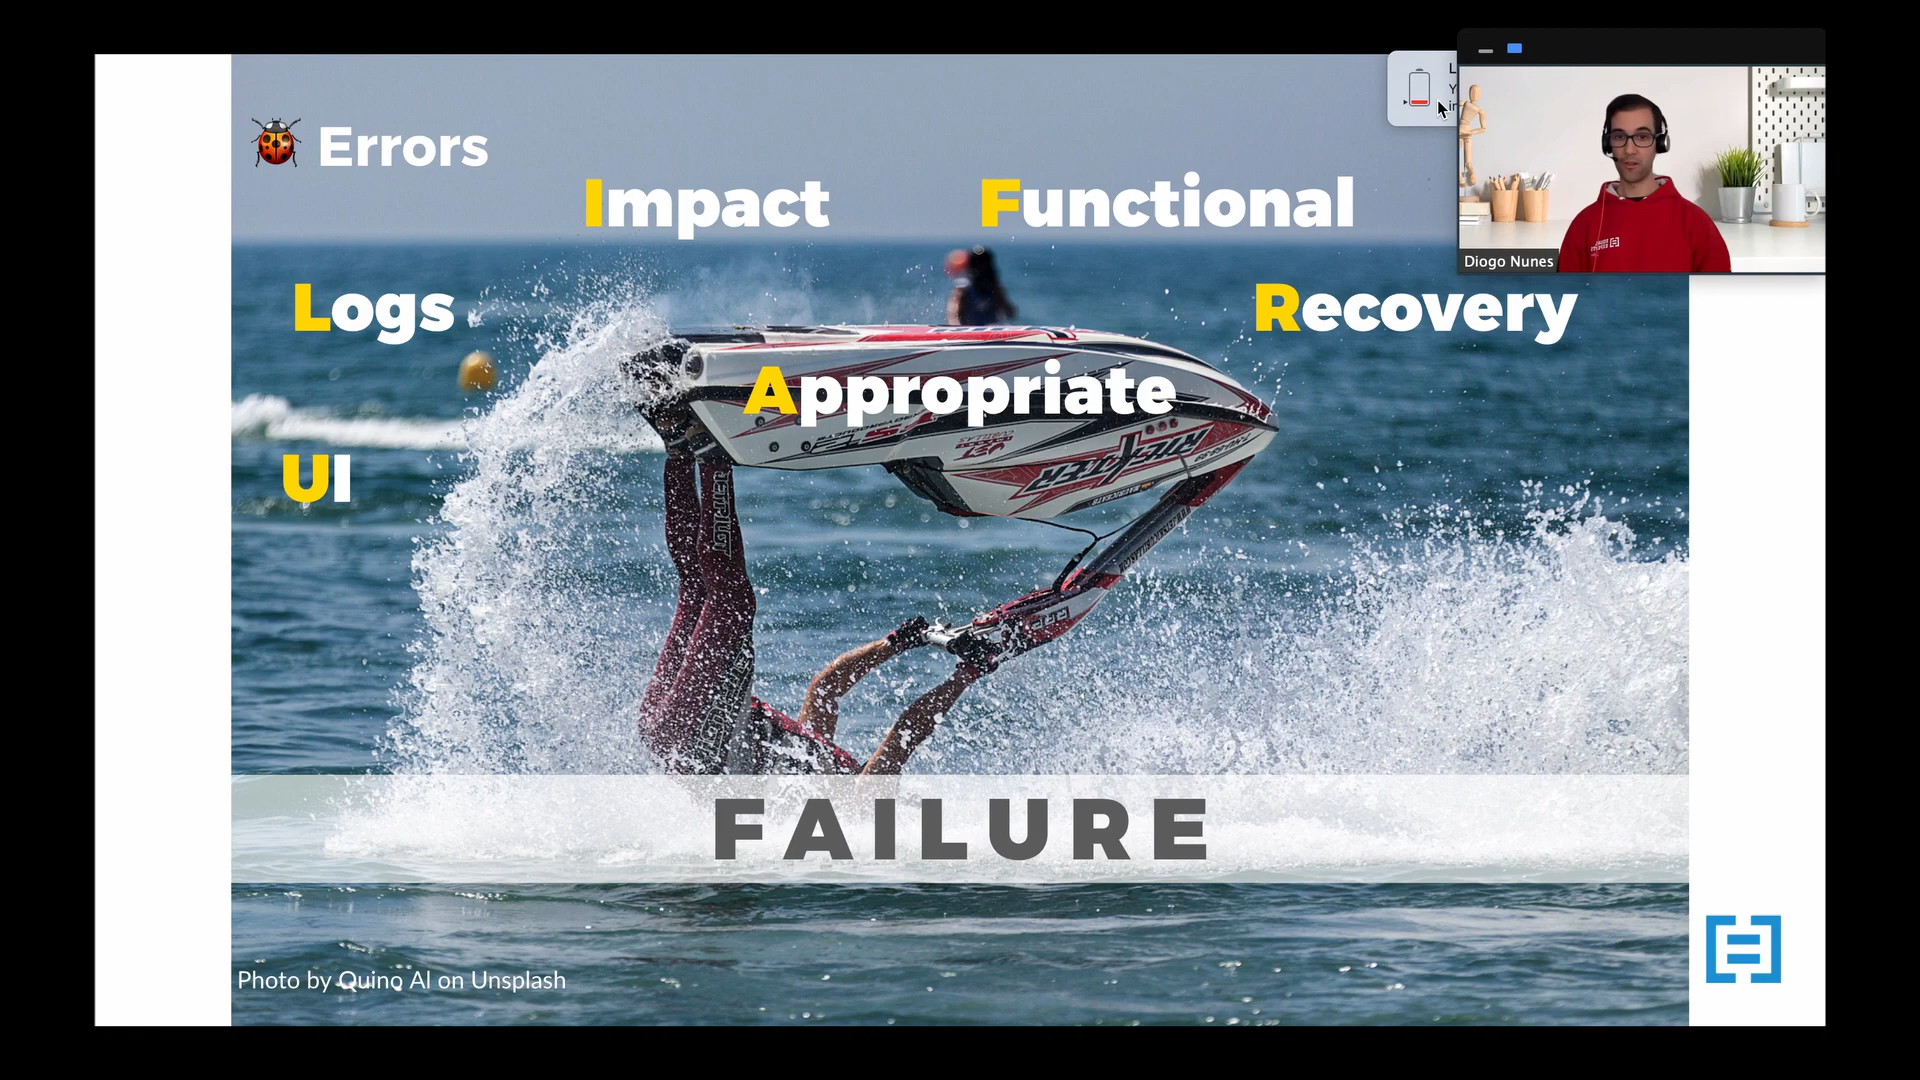 Errors
Impact
Functional
Logs
Recovery
Appropriate
UI
FAILURE
Photo by Quino Al on Unsplash
Diogo Nunes